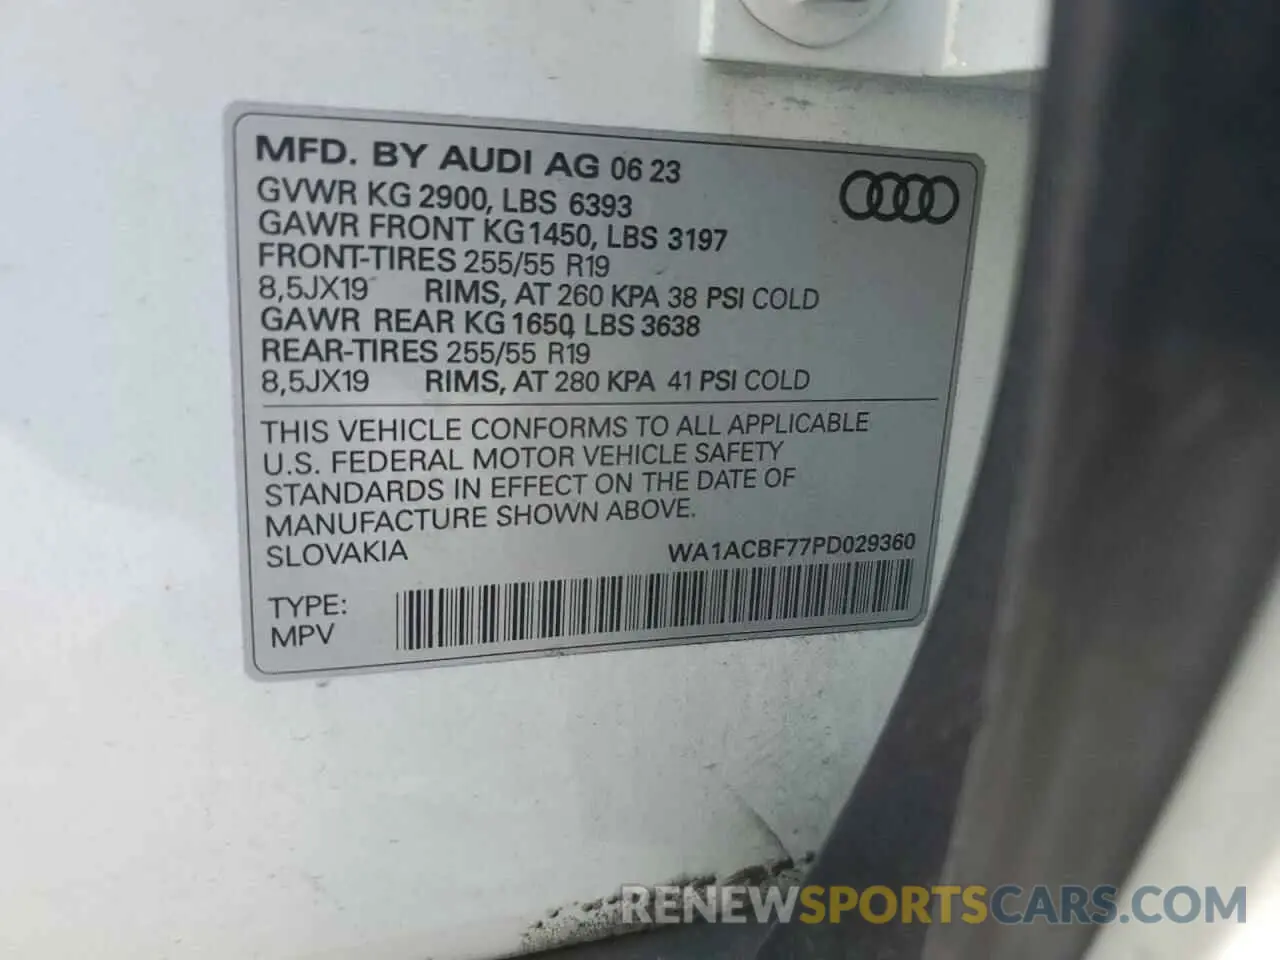 MFD. BY AUDI AG 06 23
GVWR KG 2900, LBS 6393
GAWR FRONT KG1450, LBS 3197
FRONT-TIRES 255/55 R19
8,5JX19 RIMS, AT 260 KPA 38 PSI COLD
GAWR REAR KG 1650, LBS 3638
REAR-TIRES 255/55 R19
8,5JX19 RIMS, AT 280 KPA 41 PSI COLD
THIS VEHICLE CONFORMS TO ALL APPLICABLE
U.S. FEDERAL MOTOR VEHICLE SAFETY
STANDARDS IN EFFECT ON THE DATE OF
MANUFACTURE SHOWN ABOVE.
SLOVAKIA WA1ACBF77PD029360
TYPE:
MPV
RENEWSPORTSCARS.COM